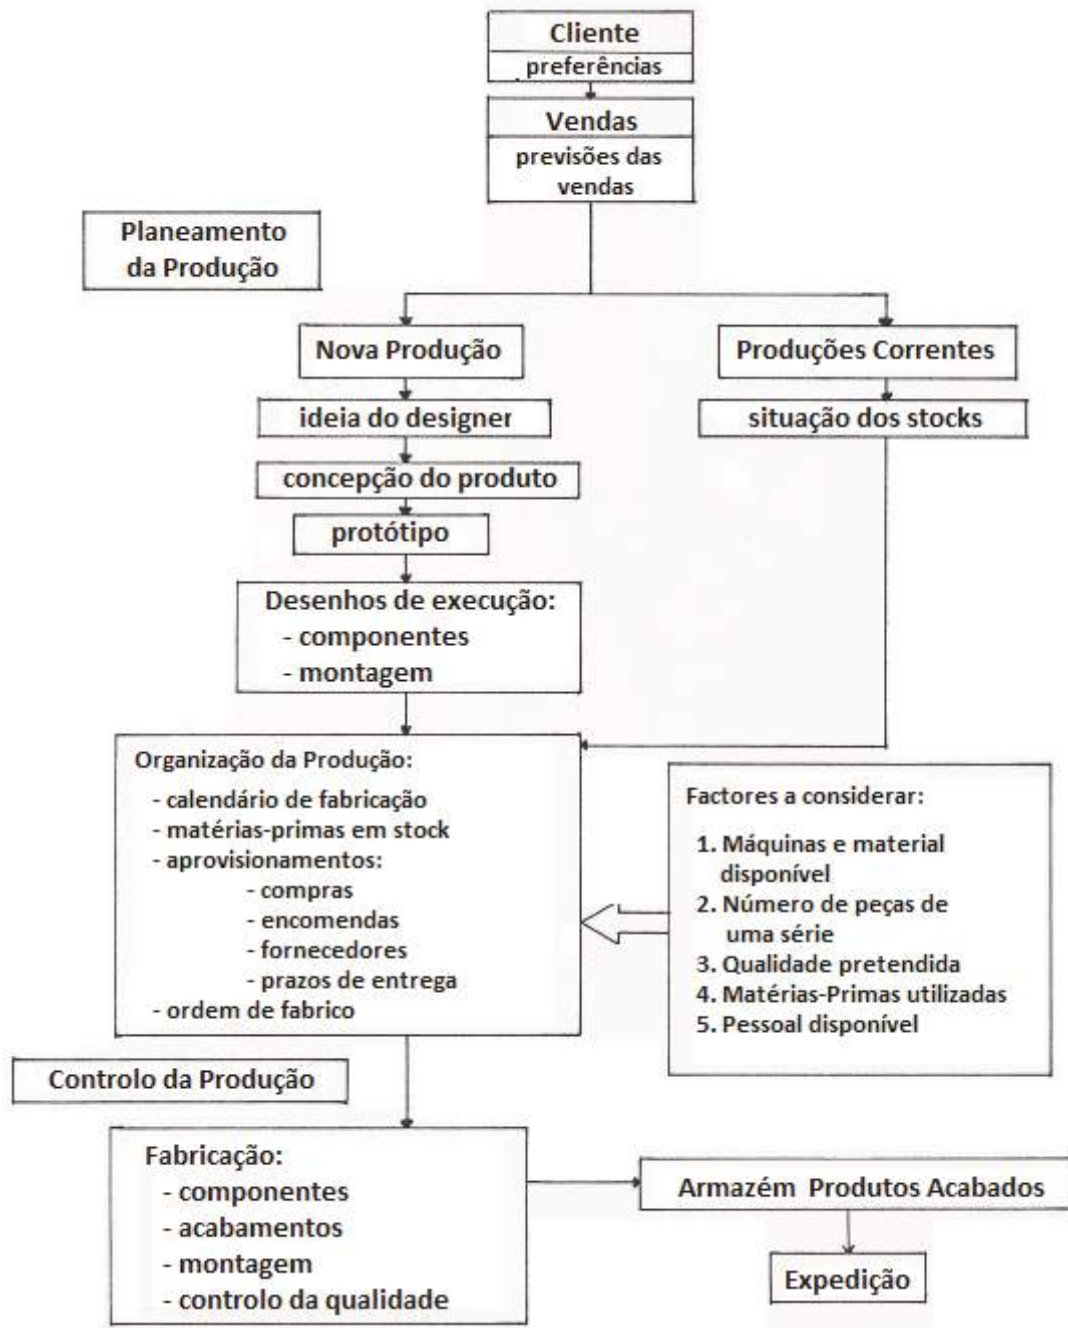 Cliente
preferências
Vendas
previsões das
vendas
Planeamento
da Produção
Nova Produção
Produções Correntes
ideia do designer
situação dos stocks
concepção do produto
protótipo
Desenhos de execução:
- componentes
- montagem
Organização da Produção:
- calendário de fabricação
- matérias-primas em stock
- aprovisionamentos:
- compras
- encomendas
- fornecedores
- prazos de entrega
- ordem de fabrico
Factores a considerar:
1. Máquinas e material
disponível
2. Número de peças de
uma série
3. Qualidade pretendida
4. Matérias-Primas utilizadas
5. Pessoal disponível
Controlo da Produção
Fabricação:
- componentes
- acabamentos
- montagem
- controlo da qualidade
Armazém Produtos Acabados
Expedição